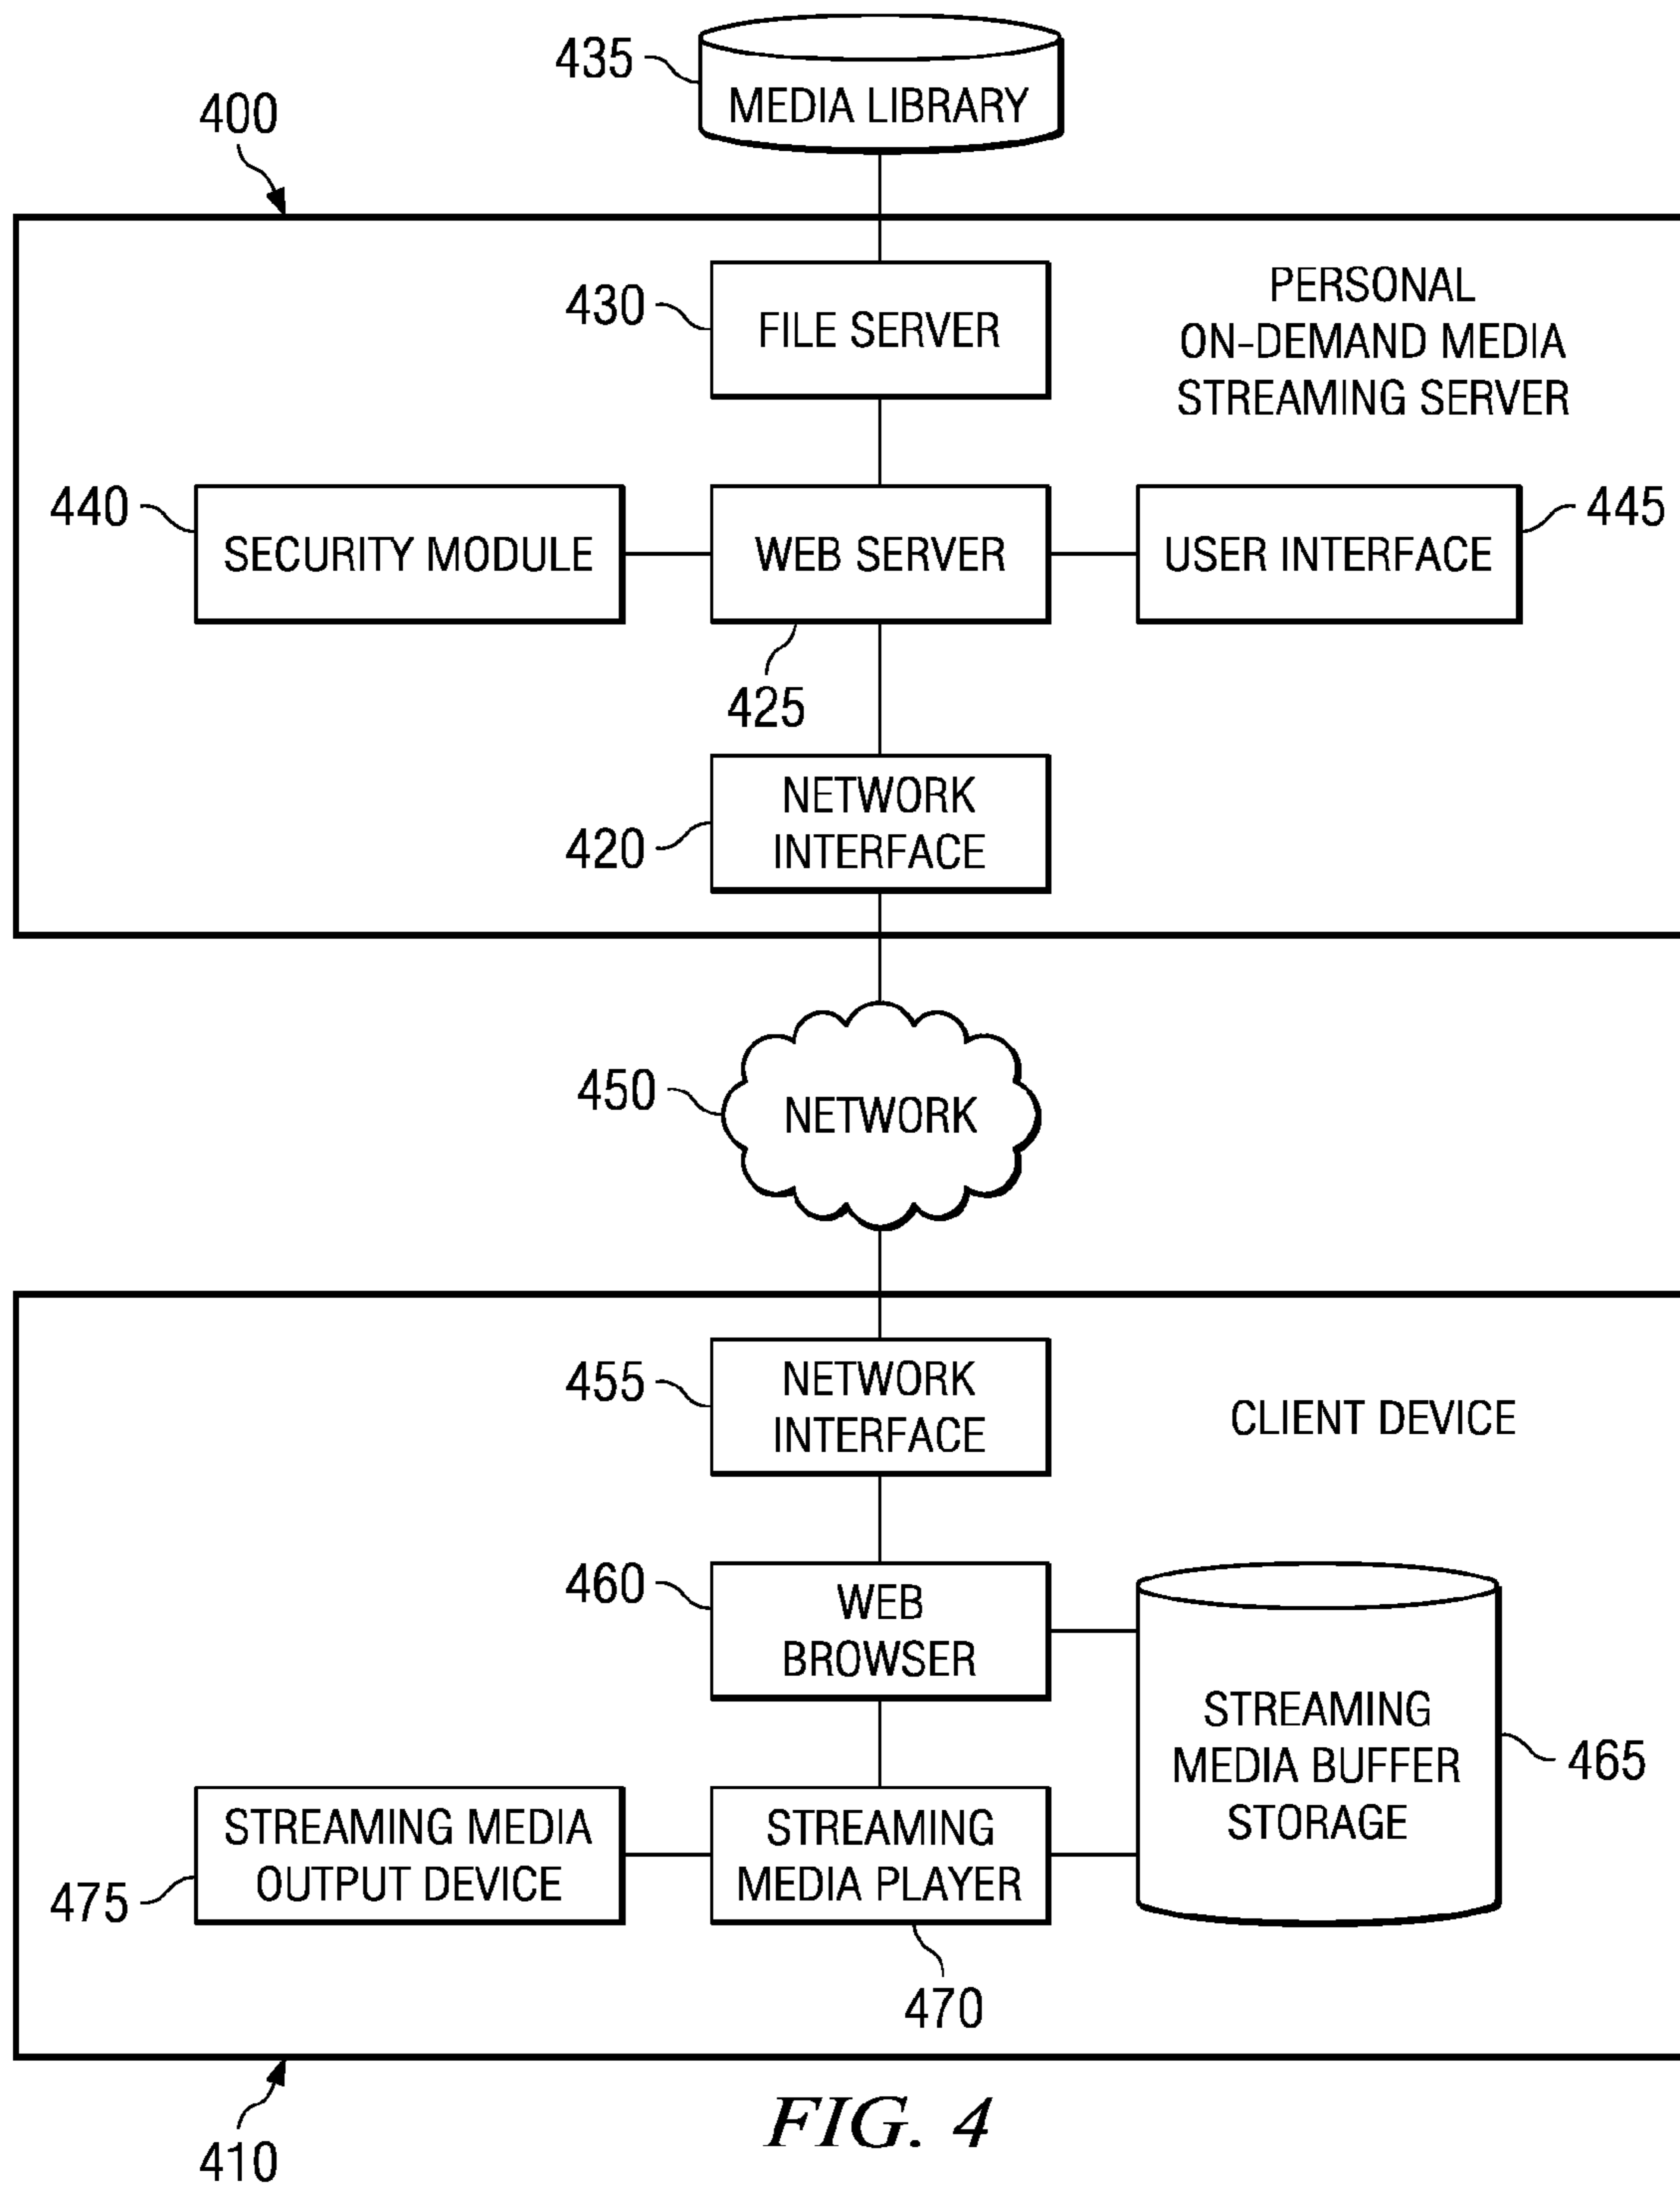 435
MEDIA LIBRARY
400
430
FILE SERVER
PERSONAL
ON-DEMAND MEDIA
STREAMING SERVER
440
SECURITY MODULE
WEB SERVER
USER INTERFACE
445
425
420
NETWORK
INTERFACE
450
NETWORK
455
NETWORK
INTERFACE
CLIENT DEVICE
460
WEB
BROWSER
STREAMING
MEDIA BUFFER
STORAGE
465
475
STREAMING MEDIA
OUTPUT DEVICE
STREAMING
MEDIA PLAYER
470
410
FIG. 4